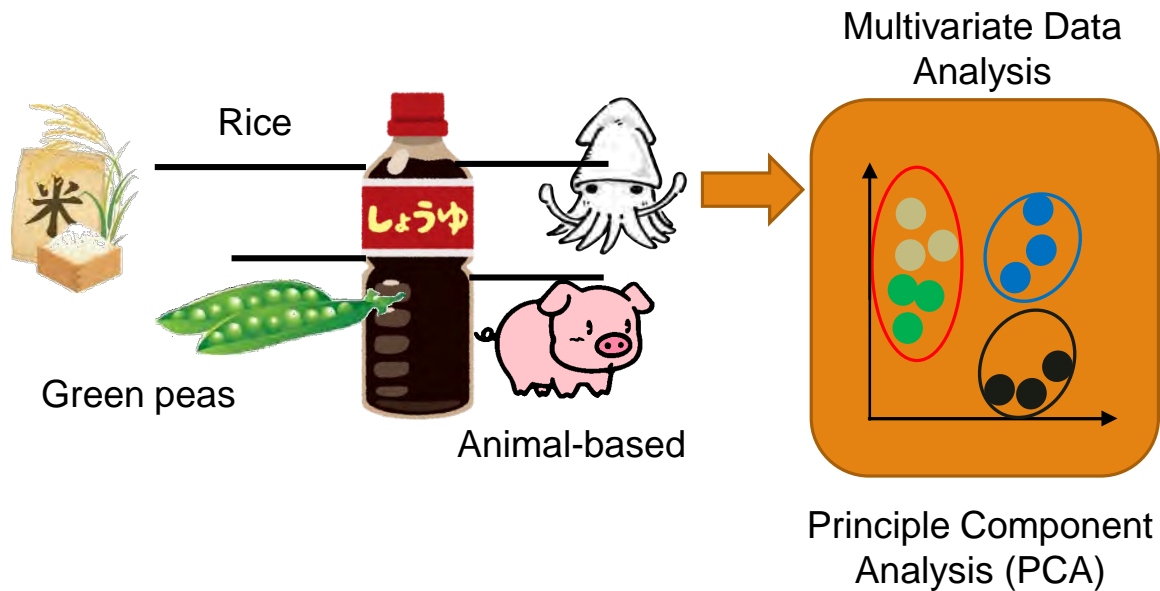 Multivariate Data
Analysis
Rice
米
しょうゆ
Green peas
Animal-based
Principle Component
Analysis (PCA)